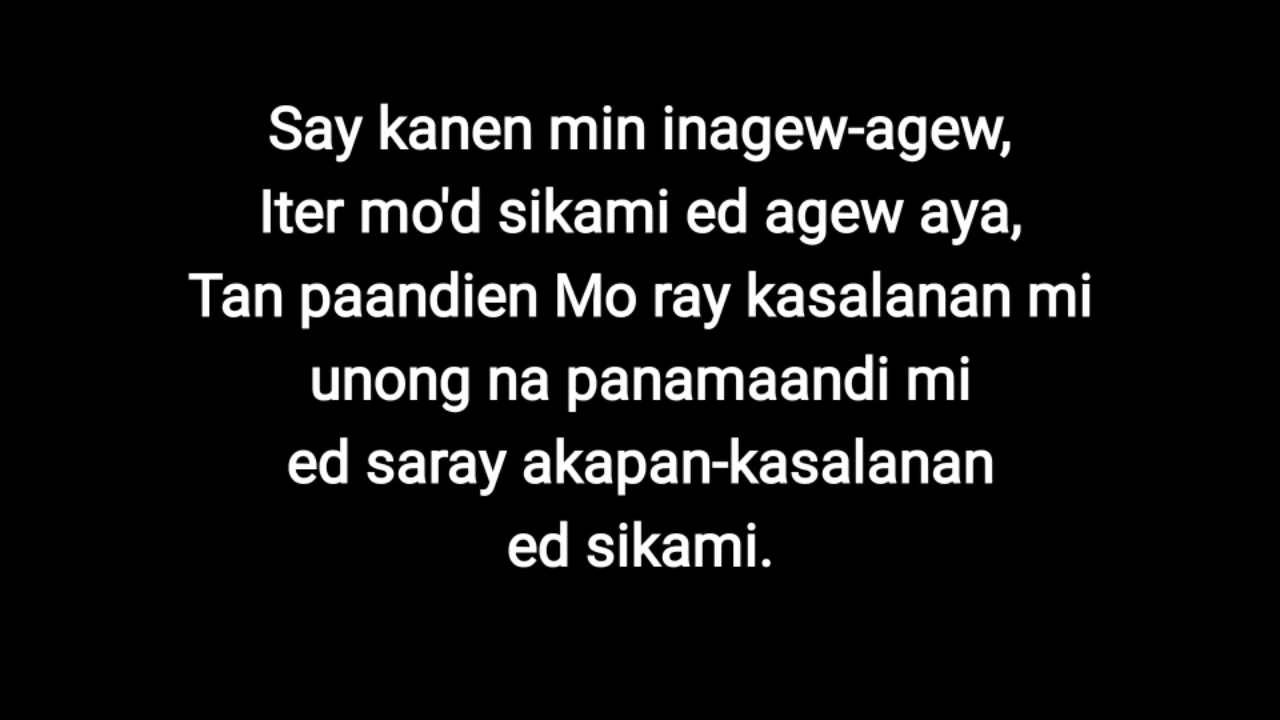 Say kanen min inagew-agew,
Iter mo'd sikami ed agew aya,
Tan paandien Mo ray kasalanan mi
unong na panamaandi mi
ed saray akapan-kasalanan
ed sikami.